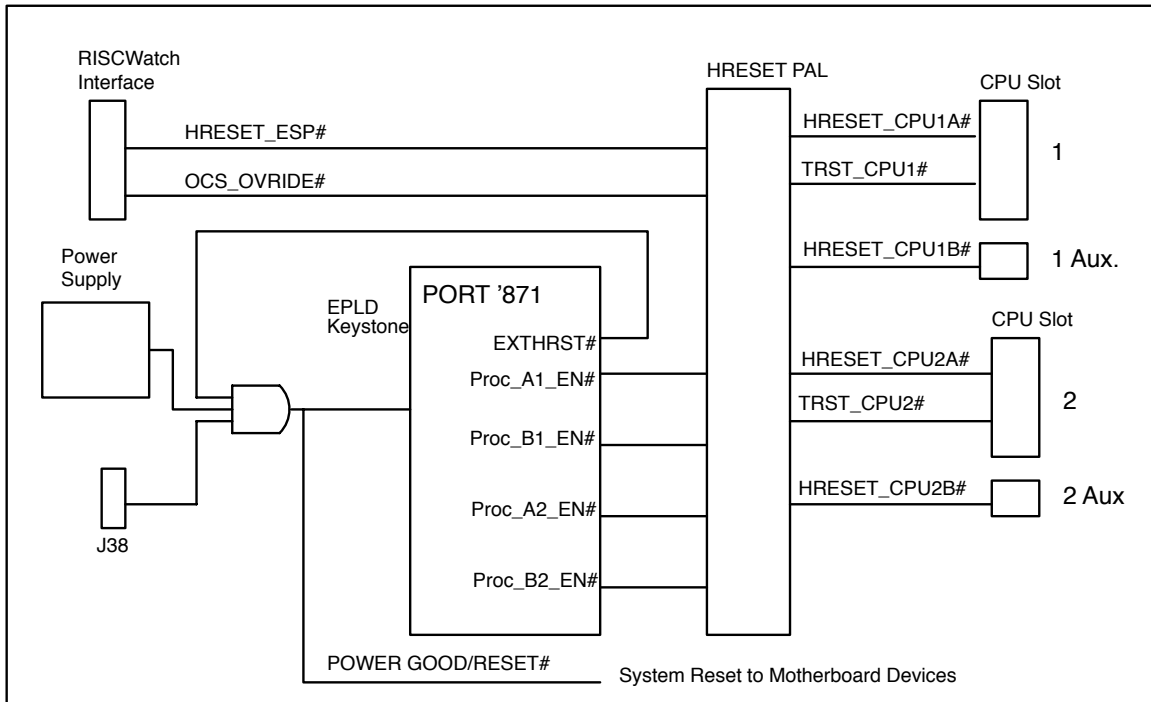 RISCWatch
Interface
HRESET PAL
CPU Slot
HRESET_ESP#
HRESET_CPU1A#
1
OCS_OVRIDE#
TRST_CPU1#
HRESET_CPU1B#
1 Aux.
Power
Supply
EPLD
Keystone
PORT '871
CPU Slot
EXTHRST#
HRESET_CPU2A#
Proc_A1_EN#
TRST_CPU2#
2
Proc_B1_EN#
HRESET_CPU2B#
2 Aux
Proc_A2_EN#
J38
Proc_B2_EN#
POWER GOOD/RESET#
System Reset to Motherboard Devices